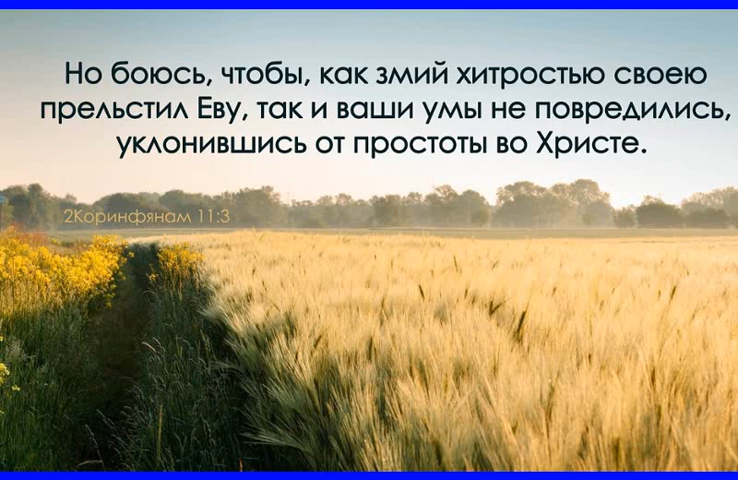 Но боюсь, чтобы, как змий хитростью своею
прельстил Еву, так и ваши умы не повредились,
уклонившись от простоты во Христе.
2Коринфянам 11:3